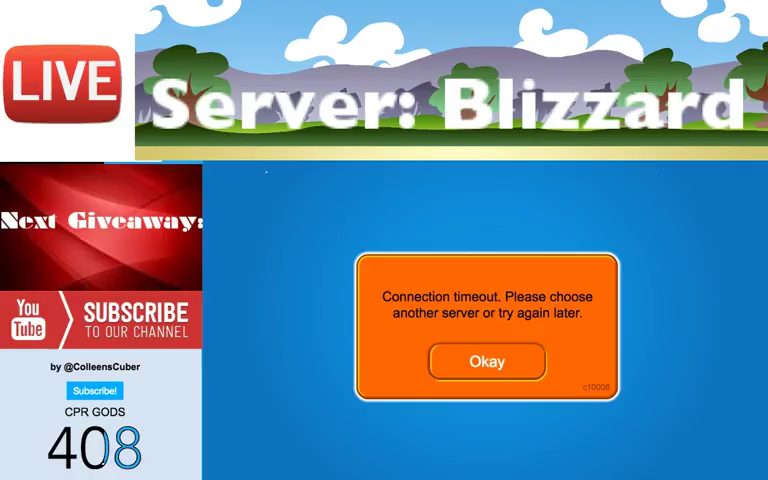 LIVE
Server: Blizzard
Next Giveaway:
You
Tube
SUBSCRIBE
TO OUR CHANNEL
by @ColleensCuber
Subscribe!
CPR GODS
408
Connection timeout. Please choose
another server or try again later.
Okay
c10008